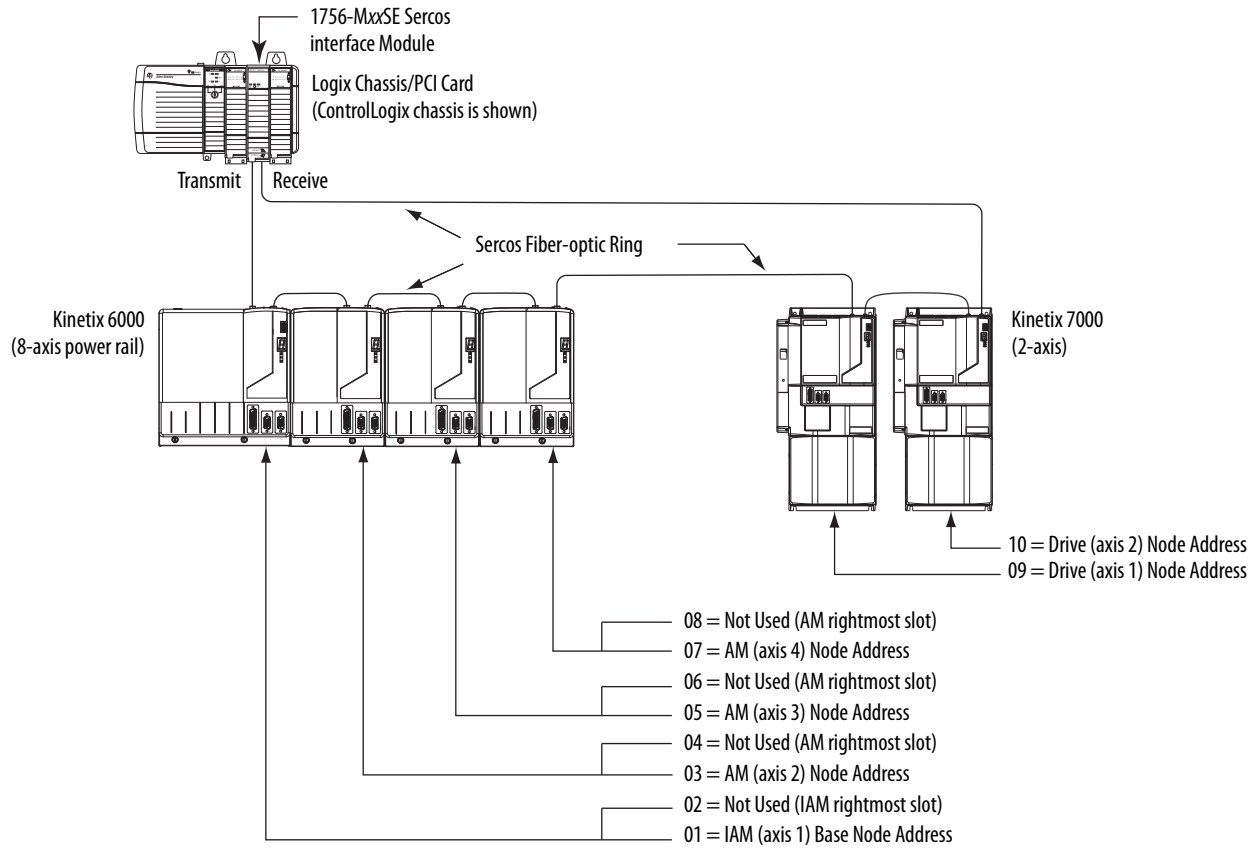 1756-MxxSE Sercos
interface Module
Logix Chassis/PCI Card
(ControlLogix chassis is shown)
Transmit
Receive
Sercos Fiber-optic Ring
Kinetix 6000
(8-axis power rail)
Kinetix 7000
(2-axis)
10 = Drive (axis 2) Node Address
09 = Drive (axis 1) Node Address
08 = Not Used (AM rightmost slot)
07 = AM (axis 4) Node Address
06 = Not Used (AM rightmost slot)
05 = AM (axis 3) Node Address
04 = Not Used (AM rightmost slot)
03 = AM (axis 2) Node Address
02 = Not Used (IAM rightmost slot)
01 = IAM (axis 1) Base Node Address